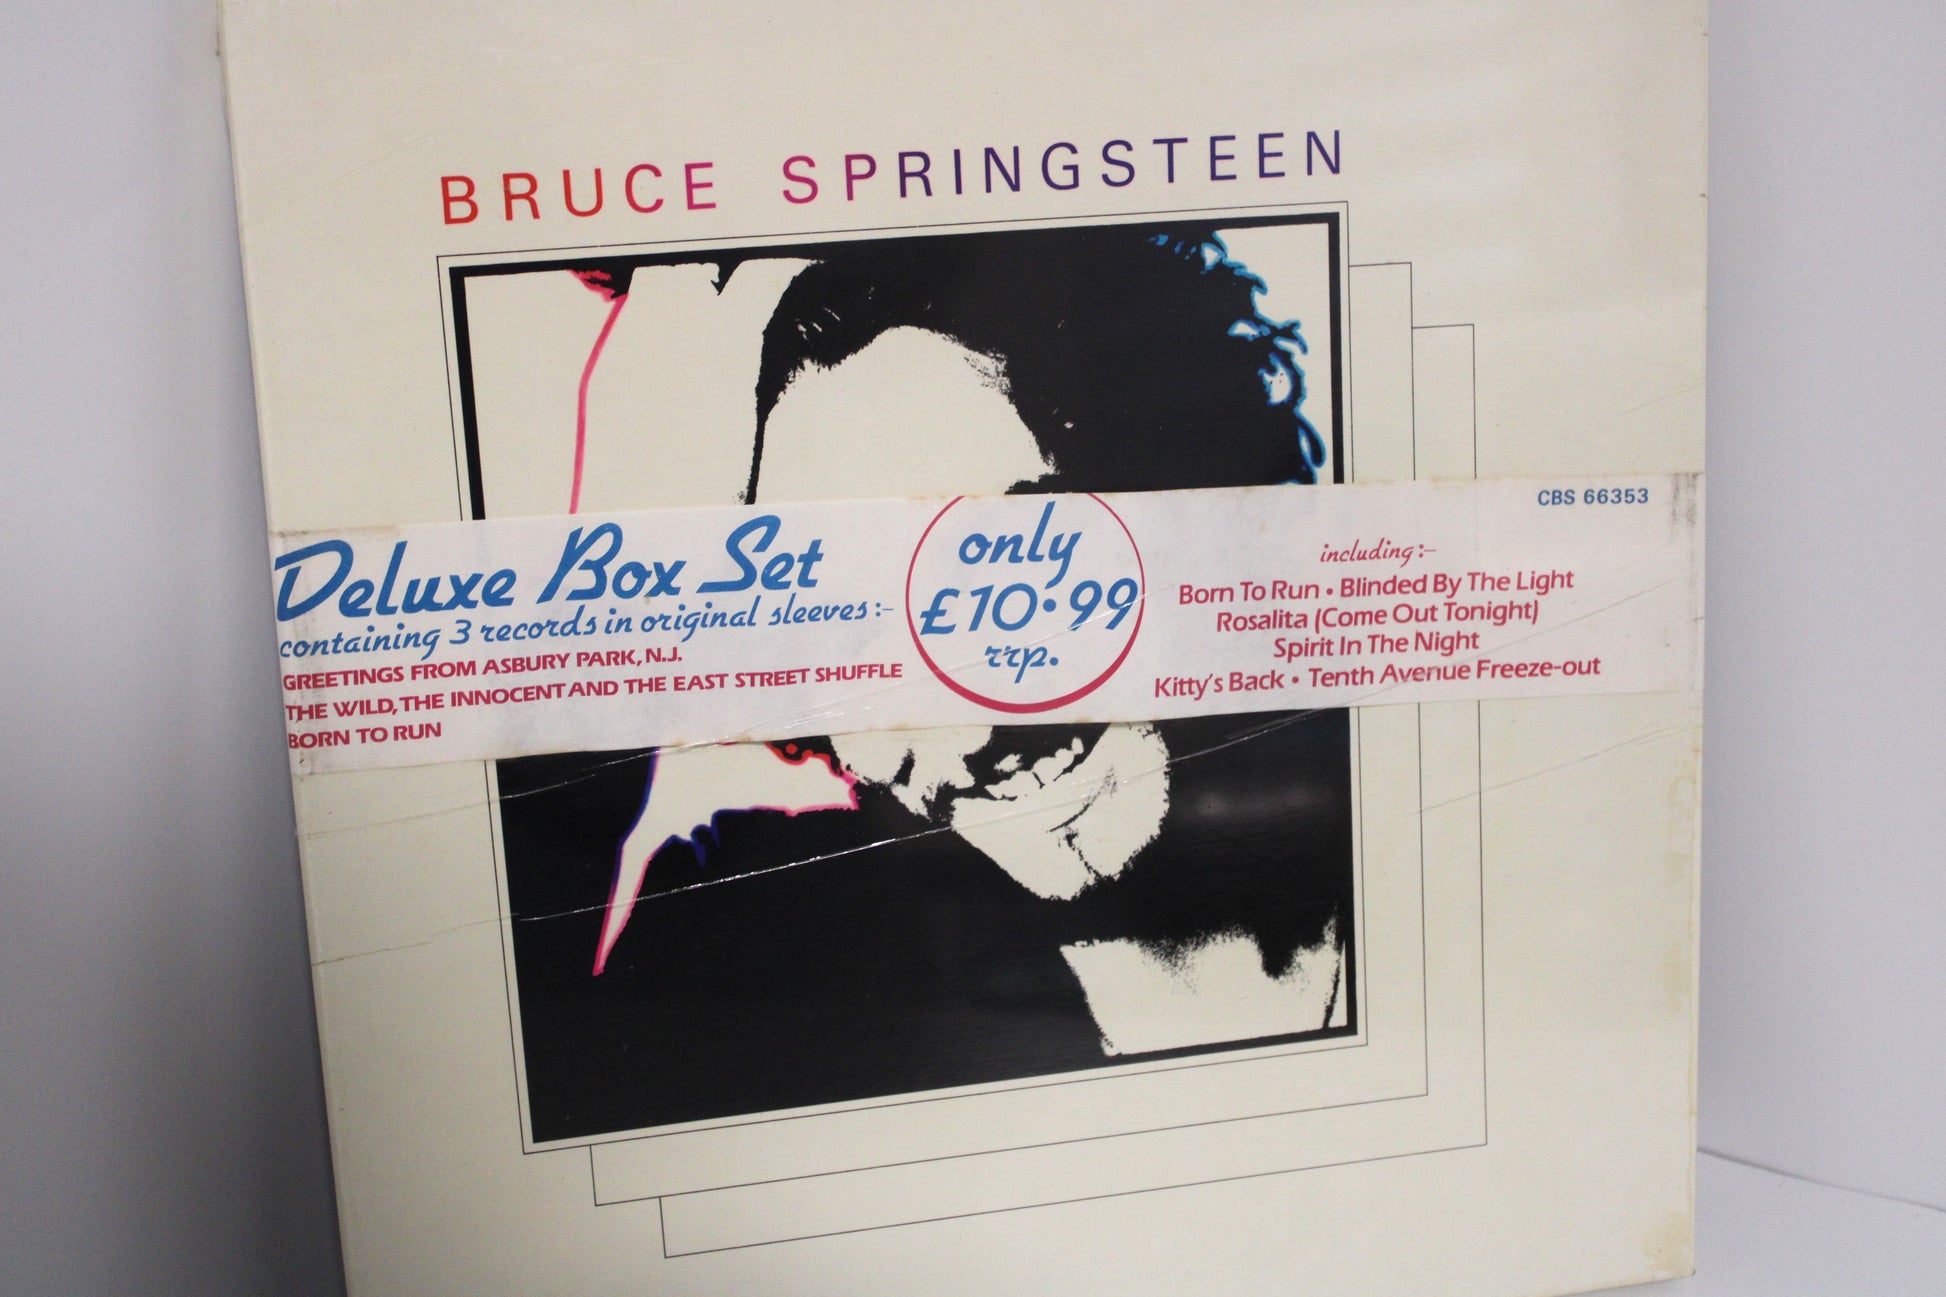 BRUCE SPRINGSTEEN
CBS 66353
Deluxe Box Set
containing 3 records in original sleeves:-
GREETINGS FROM ASBURY PARK, N.J.
THE WILD, THE INNOCENT AND THE EAST STREET SHUFFLE
BORN TO RUN
only
£10·99
rrp.
including:-
Born To Run • Blinded By The Light
Rosalita (Come Out Tonight)
Spirit In The Night
Kitty's Back • Tenth Avenue Freeze-out